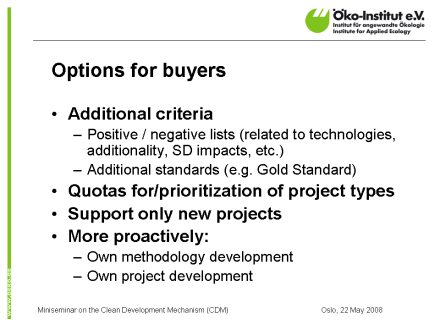 Öko-Institut e.V.
Institut für angewandte Ökologie
Institute for Applied Ecology
Options for buyers
• Additional criteria
– Positive / negative lists (related to technologies,
additionality, SD impacts, etc.)
– Additional standards (e.g. Gold Standard)
• Quotas for/prioritization of project types
• Support only new projects
• More proactively:
– Own methodology development
– Own project development
Miniseminar on the Clean Development Mechanism (CDM)
Oslo, 22 May 2008
www.oeko.de